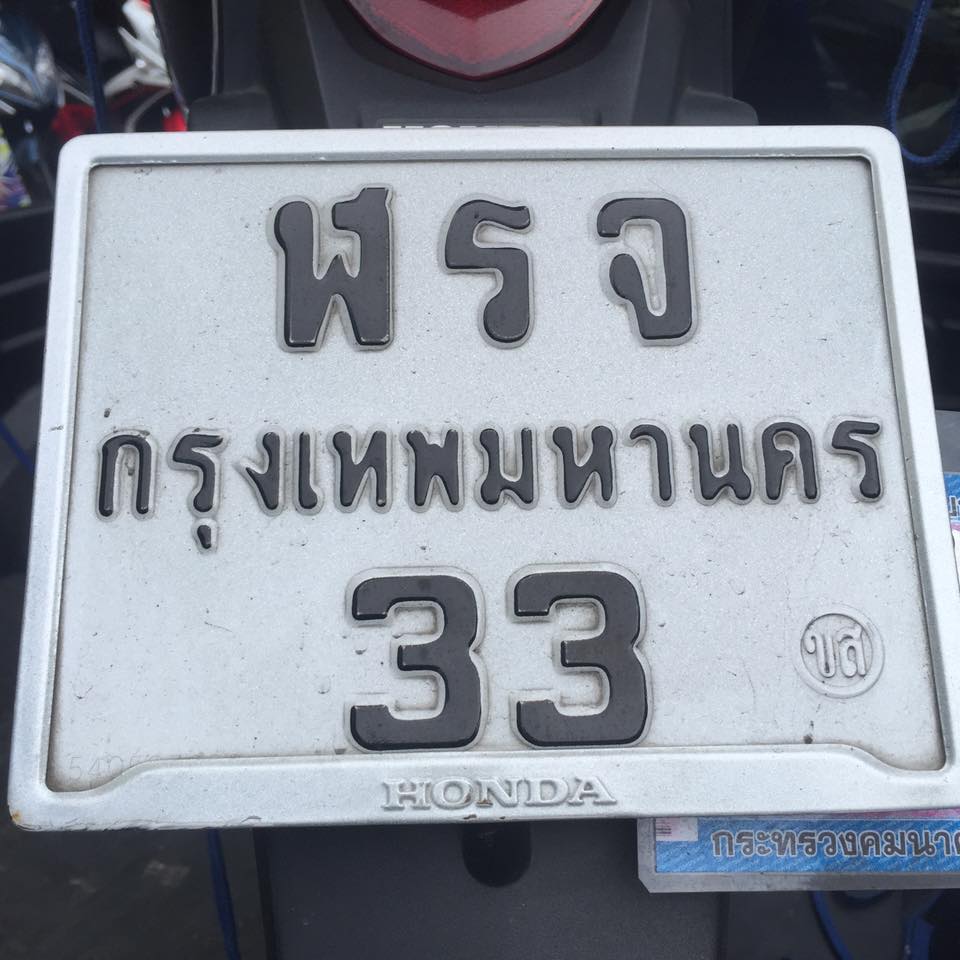 ฬรจ
กรุงเทพมหานคร
33
ขส
HONDA
กระทรวงคมนาค